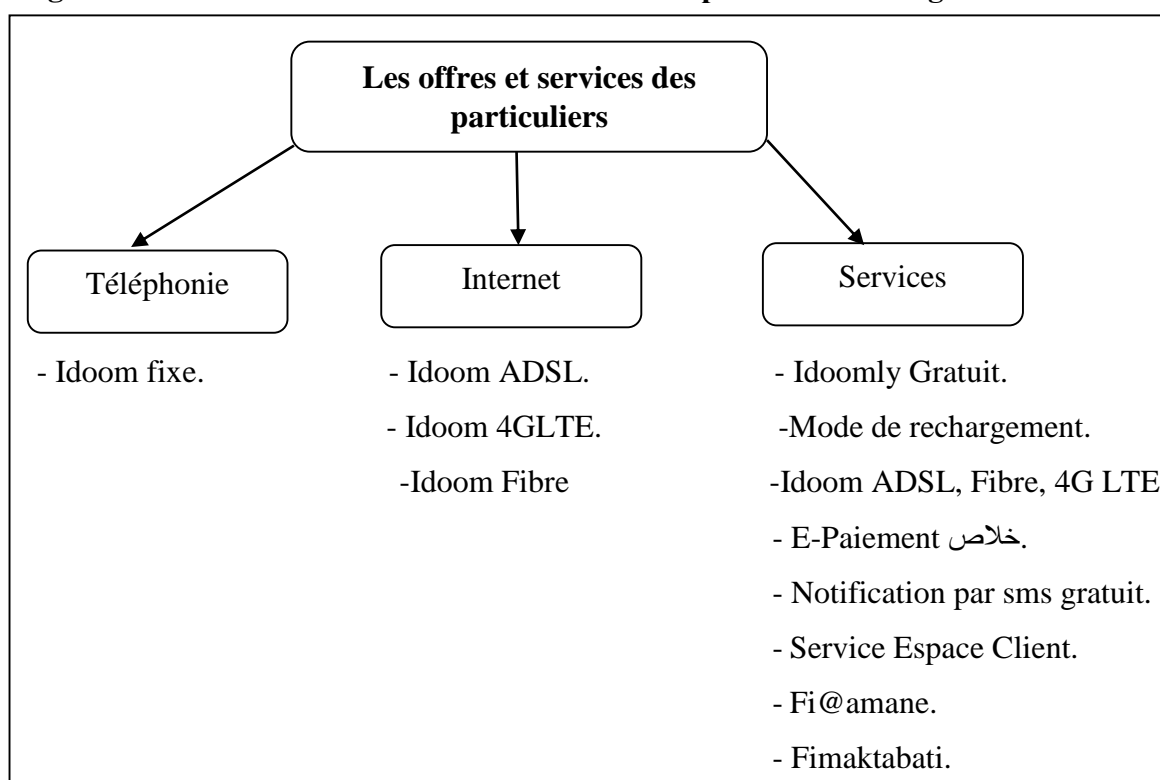 Les offres et services des
particuliers
Téléphonie
- Idoom fixe.
Internet
- Idoom ADSL.
- Idoom 4GLTE.
-Idoom Fibre
Services
- Idoomly Gratuit.
-Mode de rechargement.
-Idoom ADSL, Fibre, 4G LTE
- E-Paiement خلاص.
- Notification par sms gratuit.
- Service Espace Client.
- Fi@amane.
- Fimaktabati.